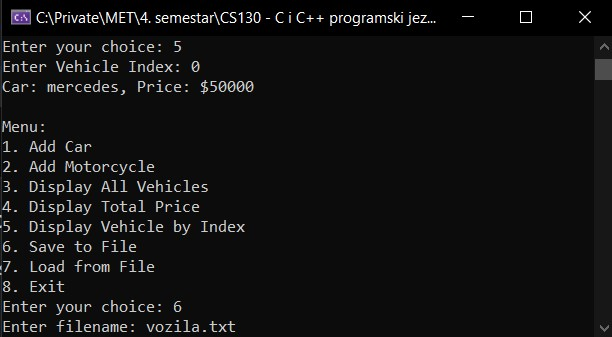 C:\Private\MET\4. semestar\CS130 - C i C++ programski jez...
Enter your choice: 5
Enter Vehicle Index: 0
Car: mercedes, Price: $50000
Menu:
1. Add Car
2. Add Motorcycle
3. Display All Vehicles
4. Display Total Price
5. Display Vehicle by Index
6. Save to File
7. Load from File
8. Exit
Enter your choice: 6
Enter filename: vozila.txt